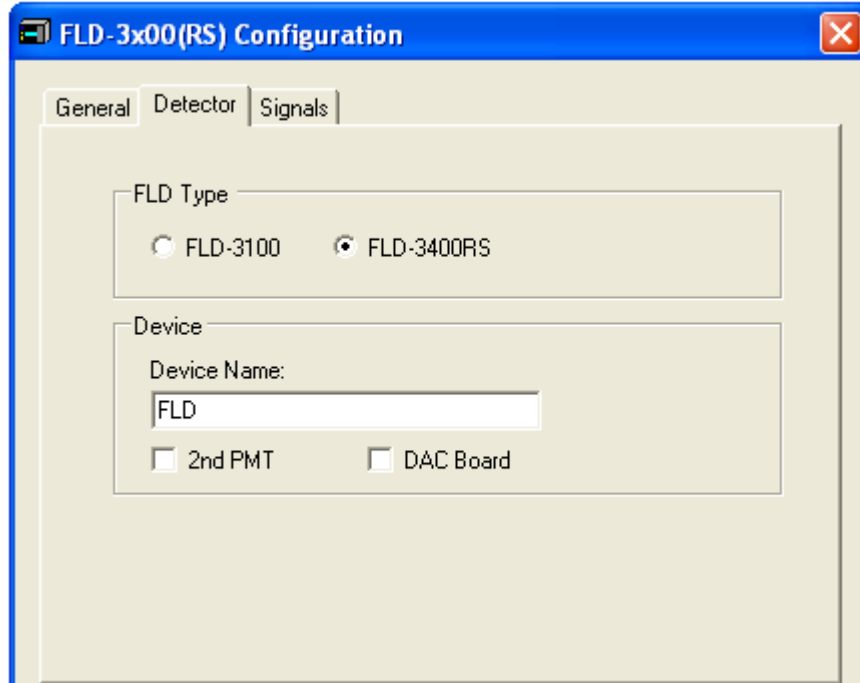 FLD-3x00(RS) Configuration
General Detector Signals
FLD Type
FLD-3100 FLD-3400RS
Device
Device Name:
FLD
2nd PMT DAC Board